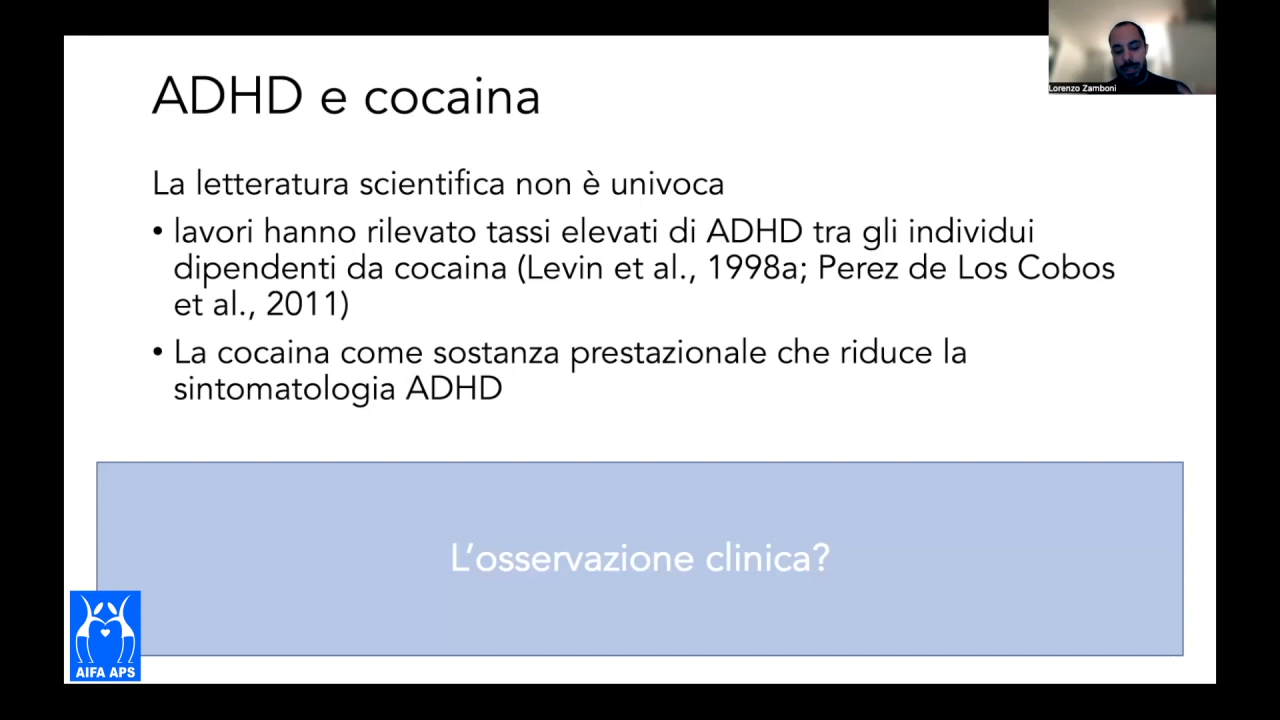 Lorenzo Zamboni
ADHD e cocaina
La letteratura scientifica non è univoca
• lavori hanno rilevato tassi elevati di ADHD tra gli individui
dipendenti da cocaina (Levin et al., 1998a; Perez de Los Cobos
et al., 2011)
• La cocaina come sostanza prestazionale che riduce la
sintomatologia ADHD
L’osservazione clinica?
AIFA APS